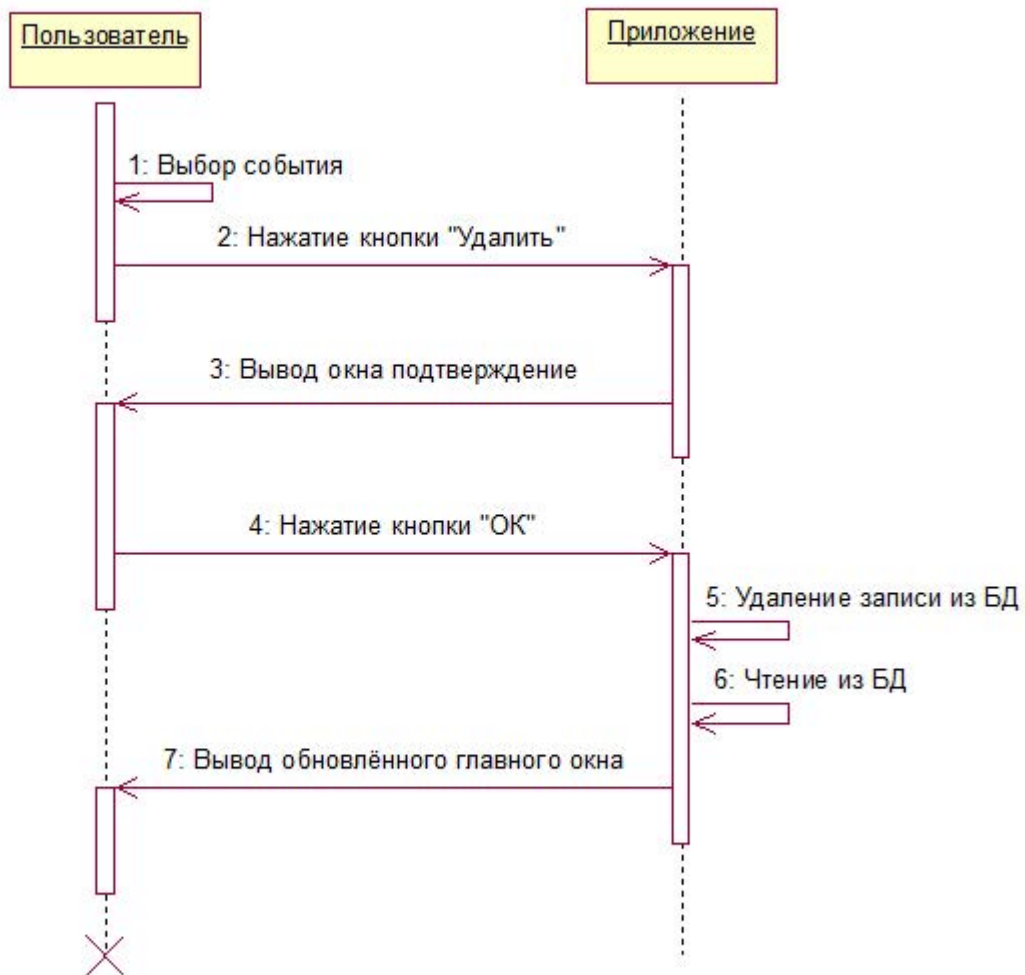 Пользователь
Приложение
1: Выбор события
2: Нажатие кнопки "Удалить"
3: Вывод окна подтверждение
4: Нажатие кнопки "ОК"
5: Удаление записи из БД
6: Чтение из БД
7: Вывод обновлённого главного окна